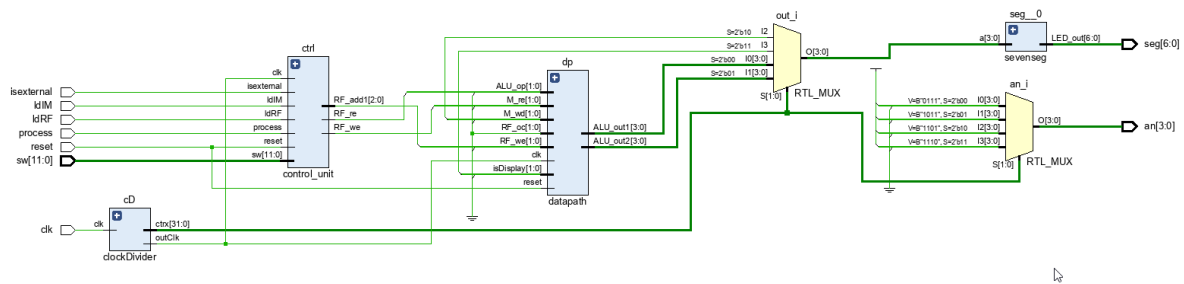 out_i
S=2'b10 I2
S=2'b11 I3
S=2'b00 I0[3:0]
S=2'b01 I1[3:0]
O[3:0]
S[1:0]
RTL_MUX
seg__0
a[3:0] LED_out[6:0]
sevenseg
seg[6:0]
ctrl
clk
isexternal
ldIM
ldRF
process
reset
sw[11:0]
RF_add1[2:0]
RF_re
RF_we
control_unit
isexternal
ldIM
ldRF
process
reset
sw[11:0]
dp
ALU_op[1:0]
M_re[1:0]
M_wd[1:0]
RF_oc[1:0]
RF_we[1:0]
clk
isDisplay[1:0]
reset
ALU_out1[3:0]
ALU_out2[3:0]
datapath
an_i
V=B"0111", S=2'b00 I0[3:0]
V=B"1011", S=2'b01 I1[3:0]
V=B"1101", S=2'b10 I2[3:0]
V=B"1110", S=2'b11 I3[3:0]
O[3:0]
S[1:0]
RTL_MUX
an[3:0]
cD
clk
clk
ctrx[31:0]
outClk
clockDivider